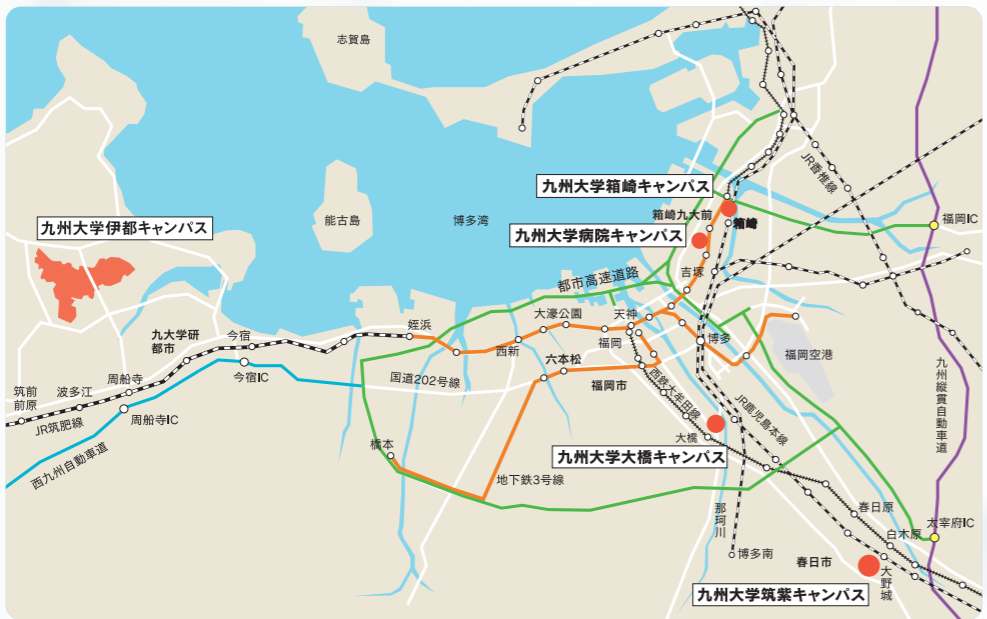 志賀島
JR香椎線
九州大学箱崎キャンパス
箱崎九大前
箱崎
福岡IC
九州大学伊都キャンパス
能古島
博多湾
九州大学病院キャンパス
吉塚
都市高速道路
大濠公園
天神
姪浜
西新
福岡
博多
福岡空港
九大学研
都市
今宿
六本松
福岡市
西鉄大牟田線
JR鹿児島本線
九州縦貫自動車道
今宿IC
国道202号線
筑前
前原
波多江
周船寺
周船寺IC
JR筑肥線
西九州自動車道
橋本
大橋
九州大学大橋キャンパス
地下鉄3号線
那珂川
春日原
白木原
太宰府IC
博多南
春日市
大野城
九州大学筑紫キャンパス